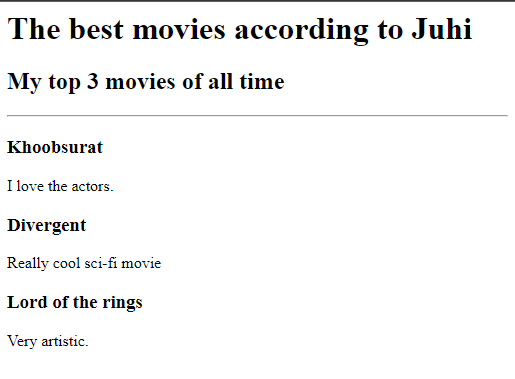 The best movies according to Juhi
My top 3 movies of all time
Khoobsurat
I love the actors.
Divergent
Really cool sci-fi movie
Lord of the rings
Very artistic.